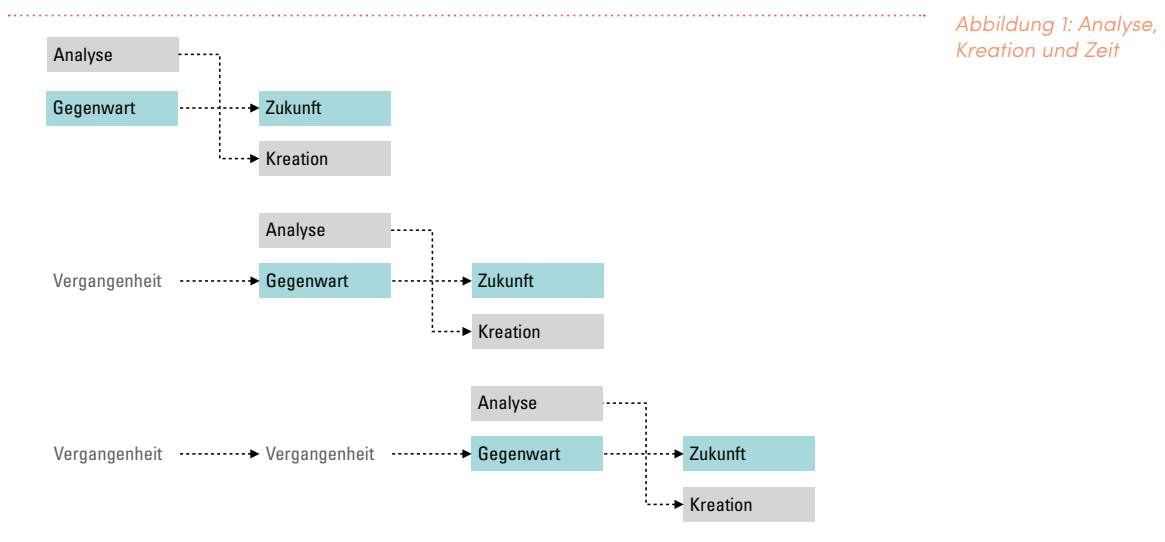 Abbildung 1: Analyse,
Kreation und Zeit
Analyse
Gegenwart Zukunft
Kreation
Analyse
Vergangenheit Gegenwart Zukunft
Kreation
Analyse
Vergangenheit Vergangenheit Gegenwart Zukunft
Kreation